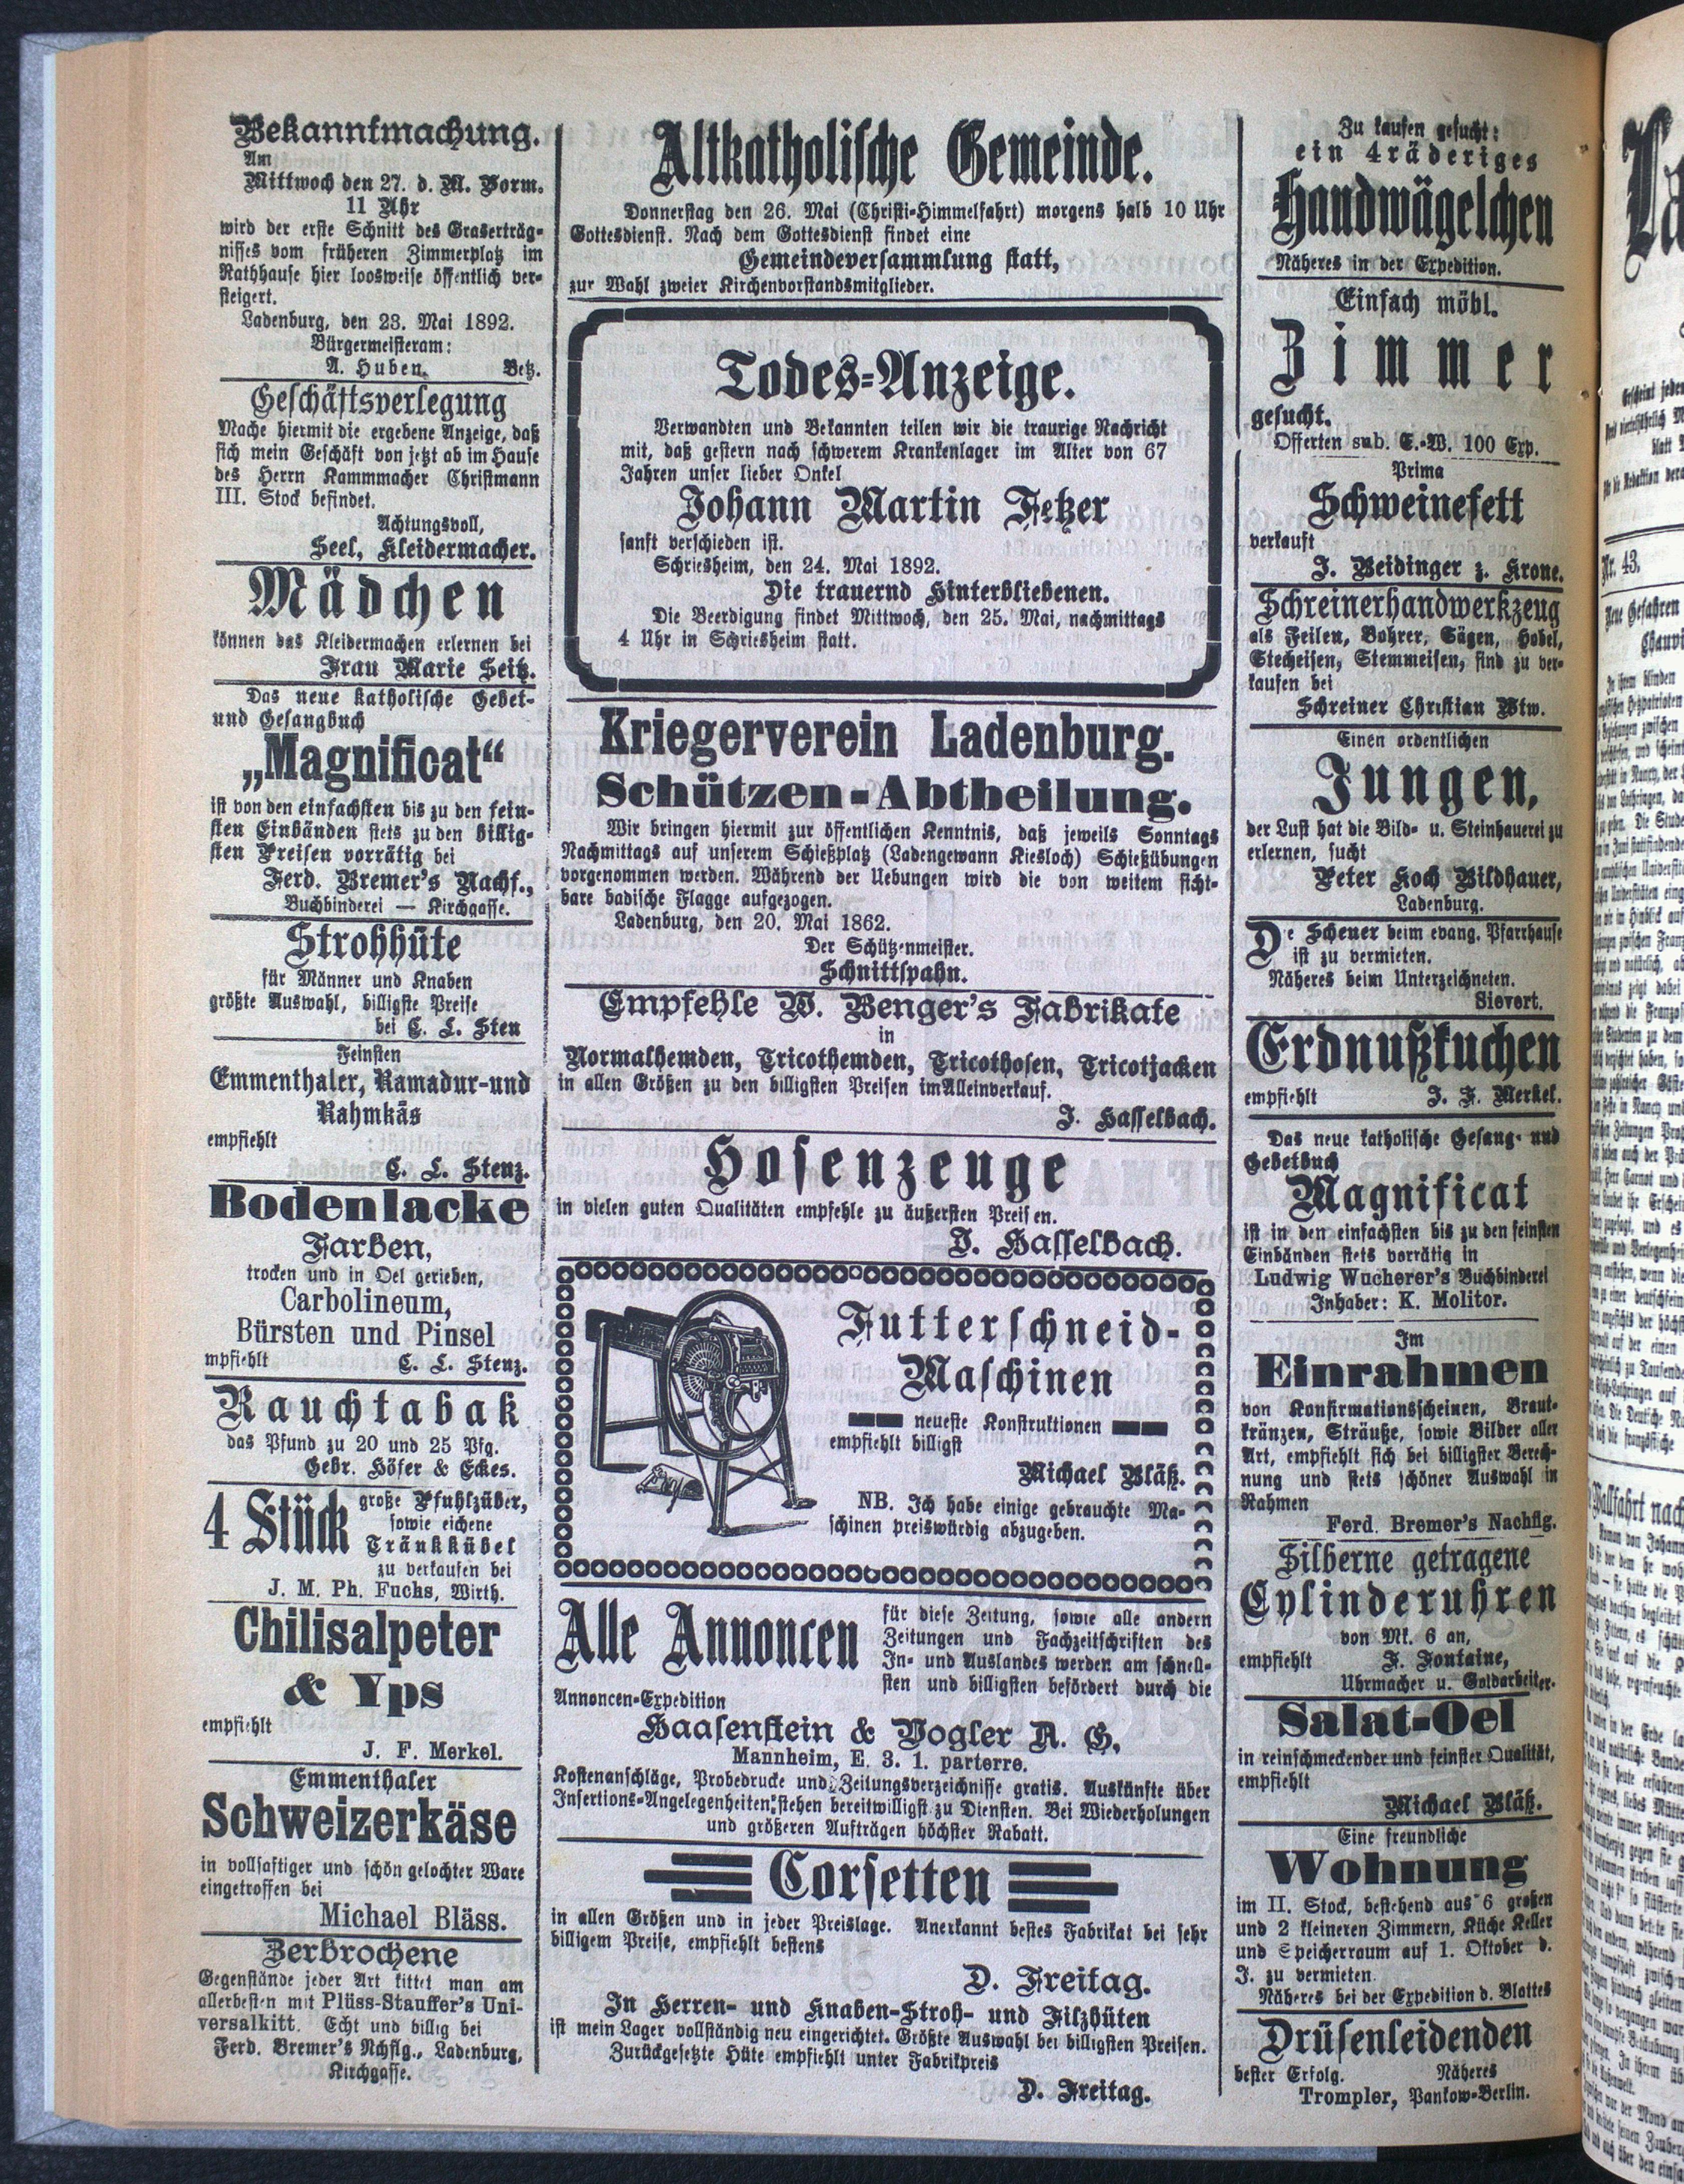 Bekanntmachung.
Am
Mittwoch den 27. d. M. Vorm.
11 Uhr
wird der erste Schnitt des Graserträg-
nisses vom früheren Zimmerplatz im
Rathhause hier loosweise öffentlich ver-
steigert.
Ladenburg, den 23. Mai 1892.
Bürgermeisteram:
A. Huben. Betz.
Geschäftsverlegung
Mache hiermit die ergebene Anzeige, daß
sich mein Geschäft von jetzt ab im Hause
des Herrn Kammmacher Christmann
III. Stock befindet.
Achtungsvoll,
Seel, Kleidermacher.
Mädchen
können das Kleidermachen erlernen bei
Frau Marie Seitz.
Das neue katholische Gebet-
und Gesangbuch
„Magnificat“
ist von den einfachsten bis zu den fein-
sten Einbänden stets zu den billig-
sten Preisen vorrätig bei
Ferd. Bremer's Nachf.,
Buchbinderei — Kirchgasse.
Strohhüte
für Männer und Knaben
größte Auswahl, billigste Preise
bei C. L. Sten
Feinsten
Emmenthaler, Ramadur-und
Rahmkäs
empfiehlt
C. L. Stenz.
Bodenlacke
Farben,
trocken und in Oel gerieben,
Carbolineum,
Bürsten und Pinsel
mpfiehlt C. L. Stenz.
Rauchtabak
das Pfund zu 20 und 25 Pfg.
Gebr. Höfer & Eckes.
4 Stück große Pfuhlzüber,
sowie eichene
Tränkkübel
zu verkaufen bei
J. M. Ph. Fuchs, Wirth.
Chilisalpeter
& Yps
empfiehlt
J. F. Merkel.
Emmenthaler
Schweizerkäse
in vollsaftiger und schön gelochter Ware
eingetroffen bei
Michael Bläss.
Zerbrochene
Gegenstände jeder Art kittet man am
allerbesten mit Plüss-Stauffer's Uni-
versalkitt. Echt und billig bei
Ferd. Bremer's Nchflg., Ladenburg,
Kirchgasse.
Altkatholische Gemeinde.
Donnerstag den 26. Mai (Christi-Himmelfahrt) morgens halb 10 Uhr
Gottesdienst. Nach dem Gottesdienst findet eine
Gemeindeversammlung statt,
zur Wahl zweier Kirchenvorstandsmitglieder.
Todes-Anzeige.
Verwandten und Bekannten teilen wir die traurige Nachricht
mit, daß gestern nach schwerem Krankenlager im Alter von 67
Jahren unser lieber Onkel
Johann Martin Fetzer
sanft verschieden ist.
Schriesheim, den 24. Mai 1892.
Die trauernd Hinterbliebenen.
Die Beerdigung findet Mittwoch, den 25. Mai, nachmittags
4 Uhr in Schriesheim statt.
Kriegerverein Ladenburg.
Schützen-Abtheilung.
Wir bringen hiermit zur öffentlichen Kenntnis, daß jeweils Sonntags
Nachmittags auf unserem Schießplatz (Ladengewann Kiesloch) Schießübungen
vorgenommen werden. Während der Uebungen wird die von weitem sicht-
bare badische Flagge aufgezogen.
Ladenburg, den 20. Mai 1862.
Der Schützenmeister.
Schnittspahn.
Empfehle W. Benger's Fabrikate
in
Normalhemden, Tricothemden, Tricothosen, Tricotjacken
in allen Größen zu den billigsten Preisen im Alleinverkauf.
J. Hasselbach.
Hosenzeuge
in vielen guten Qualitäten empfehle zu äußersten Preisen.
J. Hasselbach.
Futterschneid-
Maschinen
neueste Konstruktionen
empfiehlt billigst
Michael Bläß.
NB. Ich habe einige gebrauchte Ma-
schinen preiswürdig abzugeben.
Alle Annoncen für diese Zeitung, sowie alle andern
Zeitungen und Fachzeitschriften des
In- und Auslandes werden am schnell-
sten und billigsten befördert durch die
Annoncen-Expedition
Haasenstein & Vogler A. G,
Mannheim, E. 3. 1. parterre.
Kostenanschläge, Probedrucke und Zeitungsverzeichnisse gratis. Auskünfte über
Insertions-Angelegenheiten stehen bereitwilligst zu Diensten. Bei Wiederholungen
und größeren Aufträgen höchster Rabatt.
Corsetten
in allen Größen und in jeder Preislage. Anerkannt bestes Fabrikat bei sehr
billigem Preise, empfiehlt bestens
D. Freitag.
In Herren- und Knaben-Stroh- und Filzhüten
ist mein Lager vollständig neu eingerichtet. Größte Auswahl bei billigsten Preisen.
Zurückgesetzte Hüte empfiehlt unter Fabrikpreis
D. Freitag.
Zu kaufen gesucht:
ein 4räderiges
Handwägelchen
Näheres in der Expedition.
Einfach möbl.
Zimmer
gesucht.
Offerten sub. E.-W. 100 Exp.
Prima
Schweinefett
verkauft
J. Beidinger z. Krone.
Schreinerhandwerkzeug
als Feilen, Bohrer, Sägen, Hobel,
Stecheisen, Stemmeisen, sind zu ver-
kaufen bei
Schreiner Christian Wtw.
Einen ordentlichen
Jungen,
der Lust hat die Bild- u. Steinhauerei zu
erlernen, sucht
Peter Koch Bildhauer,
Ladenburg.
Die Scheuer beim evang. Pfarrhause
ist zu vermieten.
Näheres beim Unterzeichneten.
Sievert.
Erdnußkuchen
empfiehlt J. F. Merkel.
Das neue katholische Gesang- und
Gebetbuch
Magnificat
ist in den einfachsten bis zu den feinsten
Einbänden stets vorrätig in
Ludwig Wucherer's Buchbinderei
Inhaber: K. Molitor.
Im
Einrahmen
von Konfirmationsscheinen, Braut-
kränzen, Sträuße, sowie Bilder aller
Art, empfiehlt sich bei billigster Berech-
nung und stets schöner Auswahl in
Rahmen
Ferd. Bremer's Nachflg.
Silberne getragene
Cylinderuhren
von Mk. 6 an,
empfiehlt F. Fontaine,
Uhrmacher u. Goldarbeiter.
Salat-Oel
in reinschmeckender und feinster Qualität,
empfiehlt
Michael Bläß.
Eine freundliche
Wohnung
im II. Stock, bestehend aus 6 großen
und 2 kleineren Zimmern, Küche Keller
und Speicherraum auf 1. Oktober d.
J. zu vermieten.
Näheres bei der Expedition d. Blattes
Drüsenleidenden
bester Erfolg. Näheres
Trompler, Pankow-Berlin.
Nr. 43.